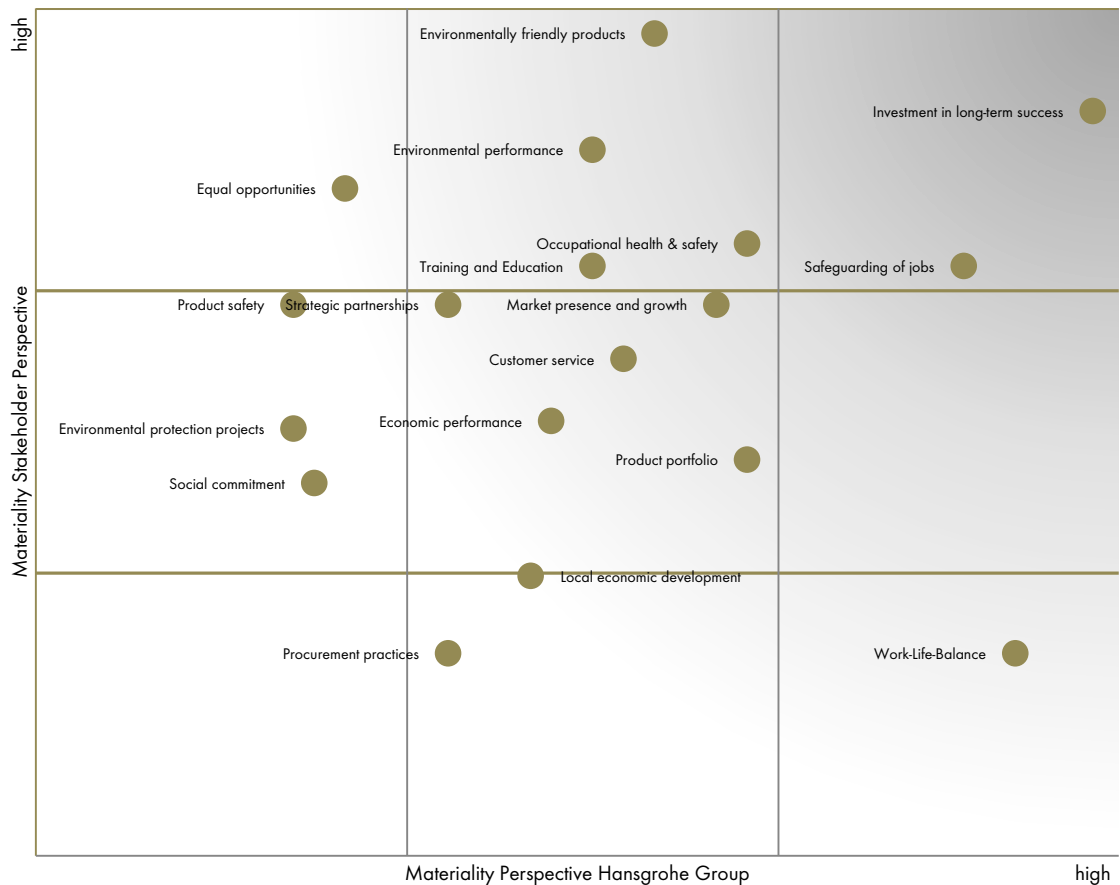 high
Environmentally friendly products
Investment in long-term success
Environmental performance
Equal opportunities
Occupational health & safety
Training and Education
Safeguarding of jobs
Product safety
Strategic partnerships
Market presence and growth
Customer service
Economic performance
Environmental protection projects
Product portfolio
Social commitment
Materiality Stakeholder Perspective
Local economic development
Procurement practices
Work-Life-Balance
Materiality Perspective Hansgrohe Group
high